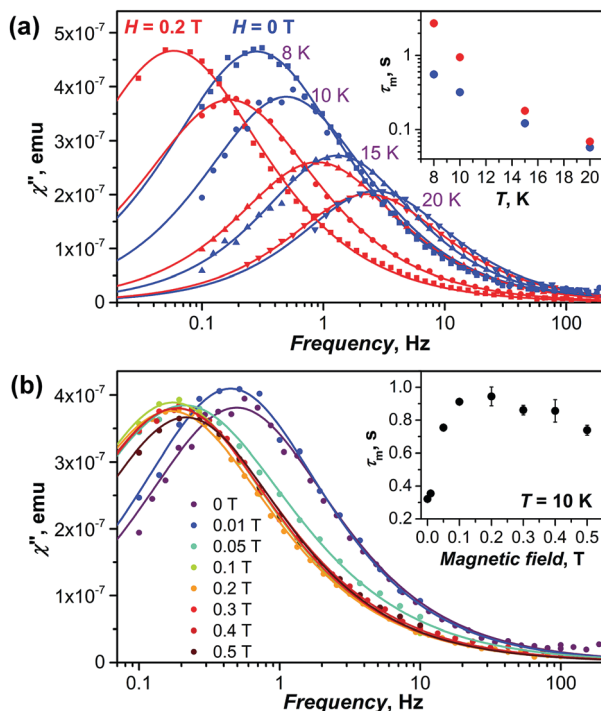 (a)
H = 0.2 T H = 0 T
5x10⁻⁷
4x10⁻⁷
3x10⁻⁷
2x10⁻⁷
1x10⁻⁷
0
χ", emu
8 K
10 K
15 K
20 K
1
0.1
τm, s
8 10 12 14 16 18 20
T, K
0.1 1 10 100
Frequency, Hz
(b)
4x10⁻⁷
3x10⁻⁷
2x10⁻⁷
1x10⁻⁷
0
χ", emu
0 T
0.01 T
0.05 T
0.1 T
0.2 T
0.3 T
0.4 T
0.5 T
1.0
0.8
0.6
0.4
0.2
τm, s
T = 10 K
0.0 0.1 0.2 0.3 0.4 0.5
Magnetic field, T
0.1 1 10 100
Frequency, Hz